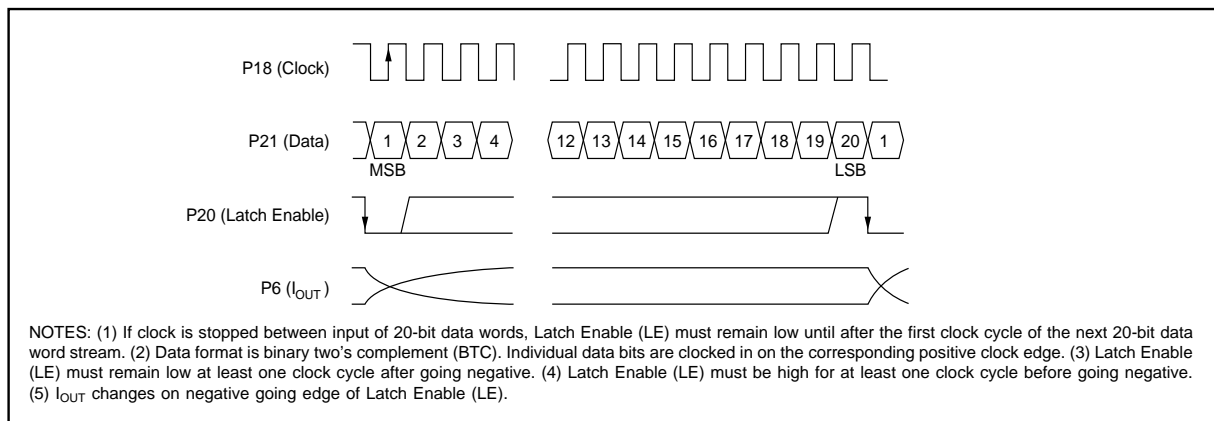 P18 (Clock)
P21 (Data)
1 2 3 4 12 13 14 15 16 17 18 19 20 1
MSB LSB
P20 (Latch Enable)
P6 (IOUT)
NOTES: (1) If clock is stopped between input of 20-bit data words, Latch Enable (LE) must remain low until after the first clock cycle of the next 20-bit data
word stream. (2) Data format is binary two's complement (BTC). Individual data bits are clocked in on the corresponding positive clock edge. (3) Latch Enable
(LE) must remain low at least one clock cycle after going negative. (4) Latch Enable (LE) must be high for at least one clock cycle before going negative.
(5) IOUT changes on negative going edge of Latch Enable (LE).